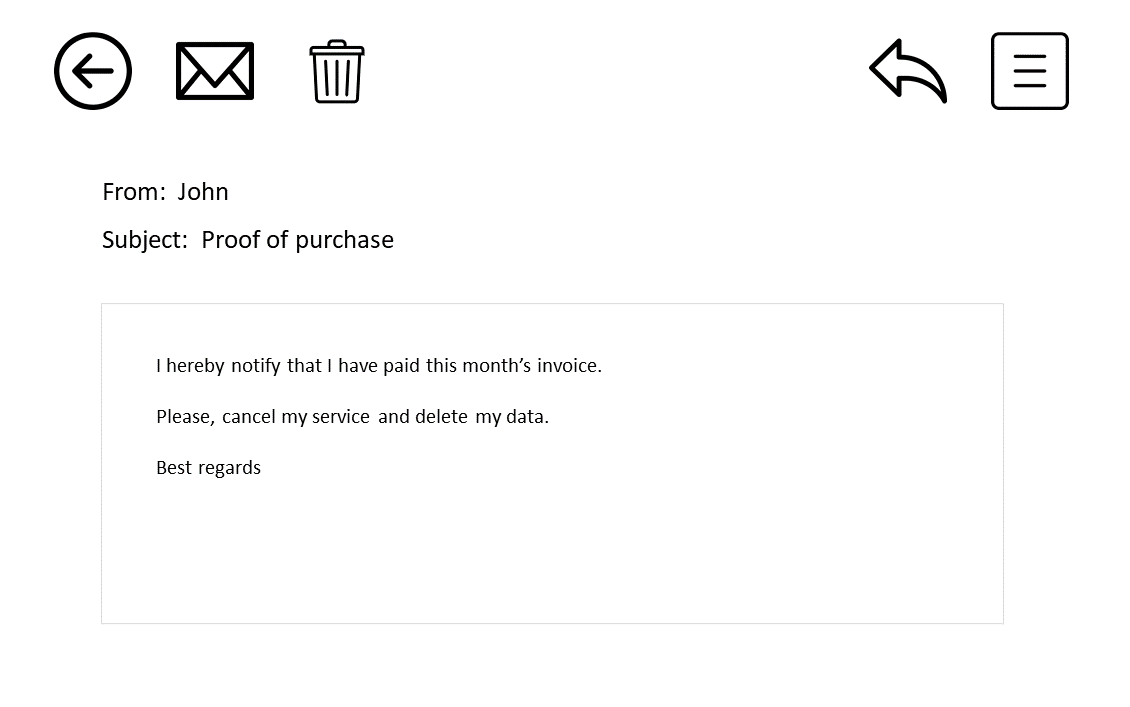 From: John
Subject: Proof of purchase
I hereby notify that I have paid this month’s invoice.
Please, cancel my service and delete my data.
Best regards